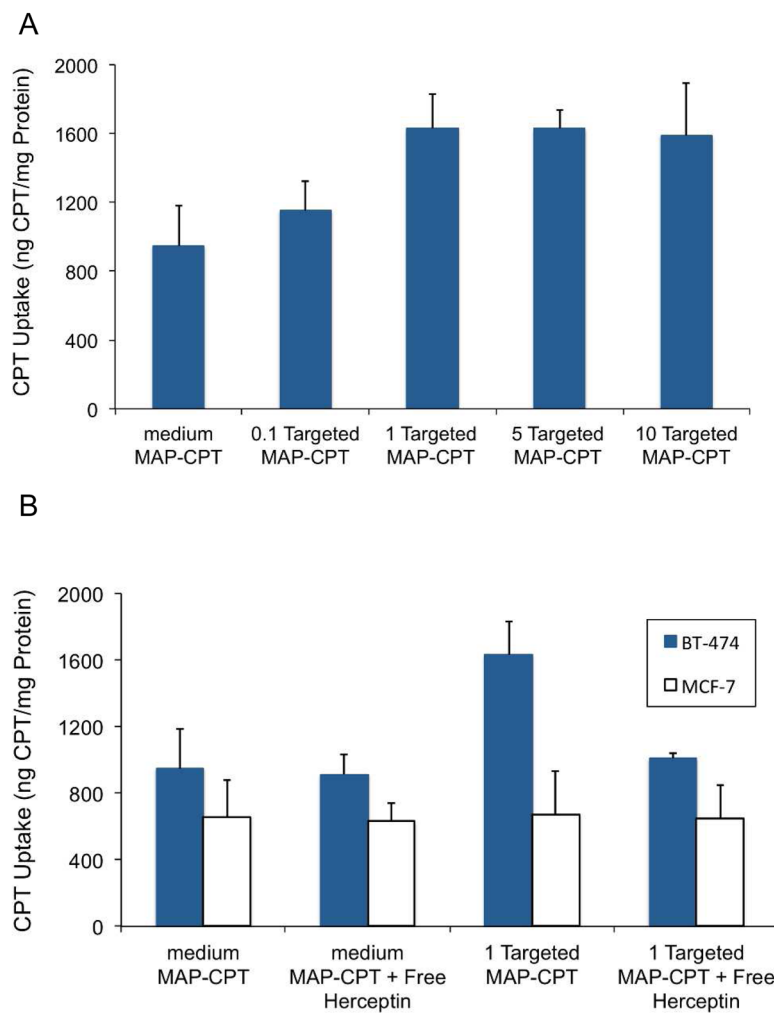 A
CPT Uptake (ng CPT/mg Protein)
2000
1600
1200
800
400
0
medium
MAP-CPT
0.1 Targeted
MAP-CPT
1 Targeted
MAP-CPT
5 Targeted
MAP-CPT
10 Targeted
MAP-CPT
B
CPT Uptake (ng CPT/mg Protein)
2000
1600
1200
800
400
0
BT-474
MCF-7
medium
MAP-CPT
medium
MAP-CPT + Free
Herceptin
1 Targeted
MAP-CPT
1 Targeted
MAP-CPT + Free
Herceptin